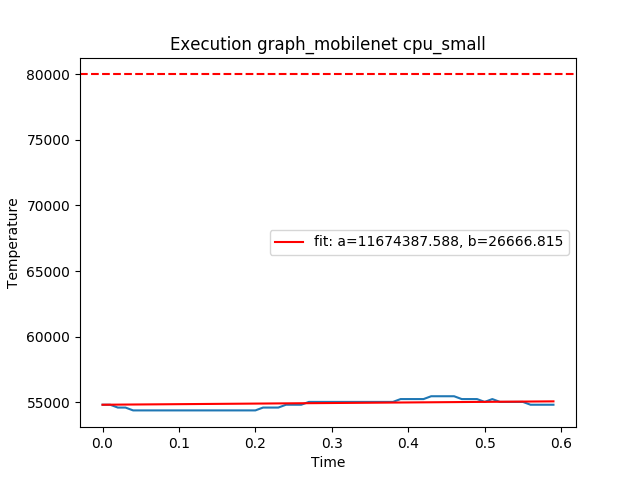 Execution graph_mobilenet cpu_small
80000
75000
70000
65000
60000
55000
Temperature
fit: a=11674387.588, b=26666.815
0.0 0.1 0.2 0.3 0.4 0.5 0.6
Time